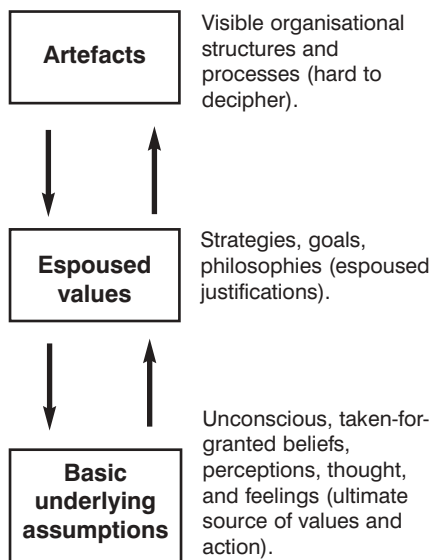 Artefacts
Visible organisational
structures and
processes (hard to
decipher).
Espoused
values
Strategies, goals,
philosophies (espoused
justifications).
Basic
underlying
assumptions
Unconscious, taken-for-
granted beliefs,
perceptions, thought,
and feelings (ultimate
source of values and
action).